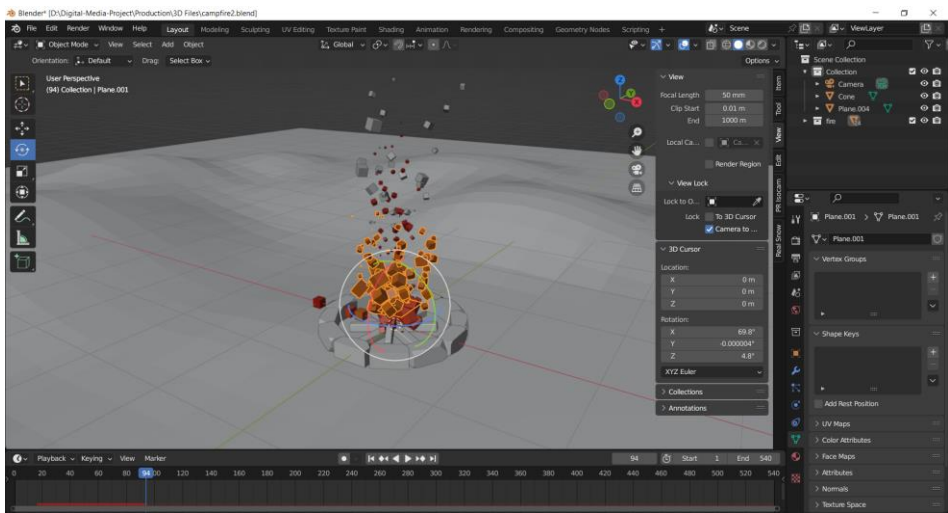 Blender* [D:\Digital-Media-Project\Production\3D Files\campfire2.blend]
File Edit Render Window Help Layout Modeling Sculpting UV Editing Texture Paint Shading Animation Rendering Compositing Geometry Nodes Scripting + Scene ViewLayer
Object Mode View Select Add Object Global
Orientation: Default Drag: Select Box Options
User Perspective
(94) Collection | Plane.001
View
Focal Length 50 mm
Clip Start 0.01 m
End 1000 m
Local Ca... Ca...
Render Region
View Lock
Lock to O...
Lock To 3D Cursor
Camera to ...
3D Cursor
Location:
X 0 m
Y 0 m
Z 0 m
Rotation:
X 69.8°
Y -0.000004°
Z 4.8°
XYZ Euler
Collections
Annotations
Item
Tool
View
Edit
PR Isocam
Real Snow
Scene Collection
Collection
Camera
Cone
Plane.004
fire
Plane.001 > Plane.001
Plane.001
Vertex Groups
Shape Keys
Add Rest Position
UV Maps
Color Attributes
Face Maps
Attributes
Normals
Texture Space
Playback Keying View Marker 94 Start 1 End 540
0 20 40 60 80 94 100 120 140 160 180 200 220 240 260 280 300 320 340 360 380 400 420 440 460 480 500 520 540